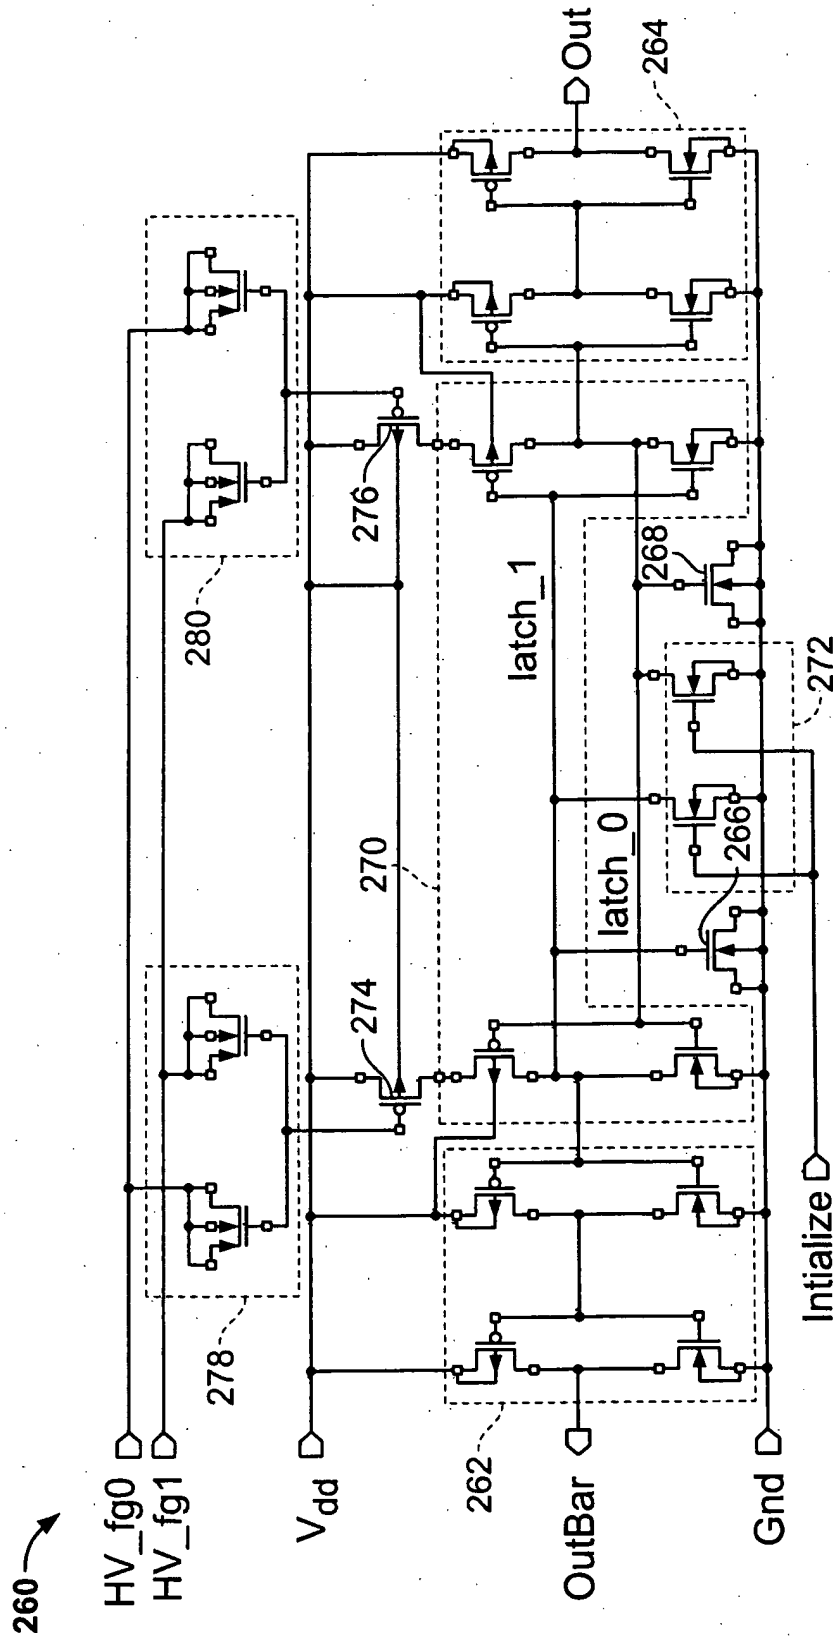 260
HV_fg0
HV_fg1
Vdd
OutBar
Gnd
Intialize
Out
278
280
274
276
270
262
264
latch_1
latch_0
266
268
272